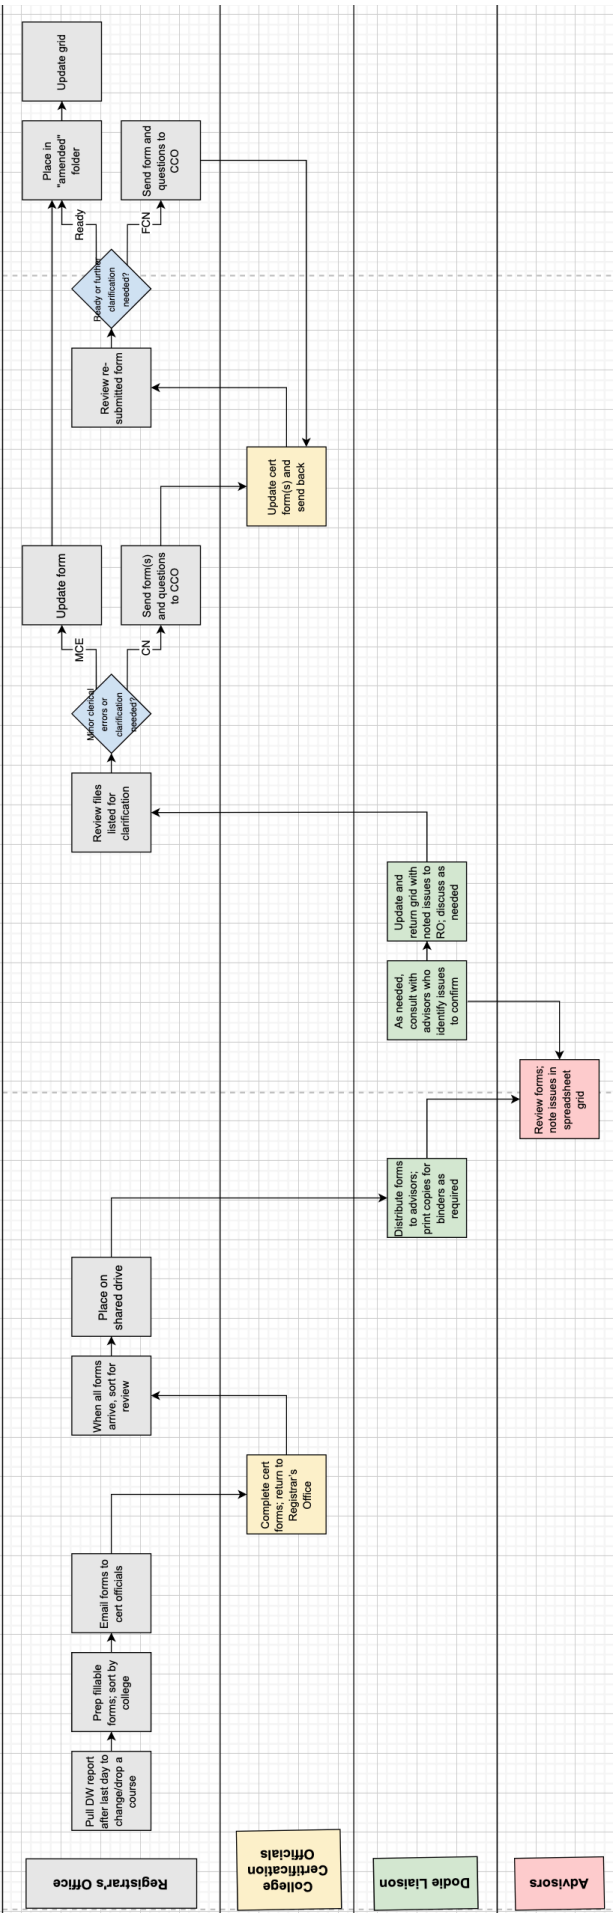 Registrar's Office
College
Certification
Officials
Dodie Liaison
Advisors
Pull DW report
after last day to
change/drop a
course
Prep fillable
forms; sort by
college
Email forms to
cert officials
Complete cert
forms; return to
Registrar's
Office
When all forms
arrive, sort for
review
Place on
shared drive
Distribute forms
to advisors;
print copies for
binders as
required
Review forms;
note issues in
spreadsheet
grid
As needed,
consult with
advisors who
identify issues
to confirm
Update and
return grid with
noted issues to
RO; discuss as
needed
Review files
listed for
clarification
Minor clerical
errors or
clarification
needed?
MCE
CN
Update form
Send form(s)
and questions
to CCO
Update cert
form(s) and
send back
Review re-
submitted form
Ready or further
clarification
needed?
Ready
FCN
Place in
"amended"
folder
Send form and
questions to
CCO
Update grid